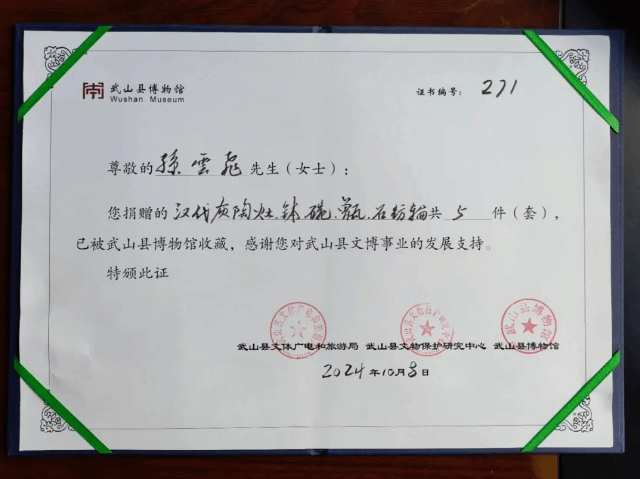 武山县博物馆
Wushan Museum
证书编号: 271
尊敬的 孫雲飛 先生(女士):
您捐赠的 汉代灰陶灶.钵.碗.甑.石纺轮 共 5 件(套),
已被武山县博物馆收藏,感谢您对武山县文博事业的发展支持。
特颁此证
武山县文体广电和旅游局 武山县文物保护研究中心 武山县博物馆
2024年10月8日